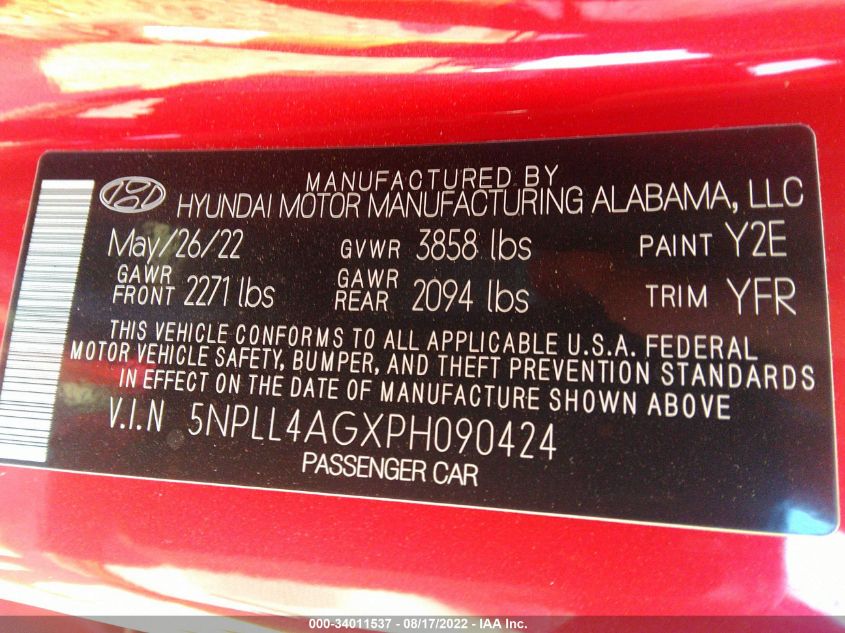 MANUFACTURED BY
HYUNDAI MOTOR MANUFACTURING ALABAMA, LLC
May/26/22 GVWR 3858 lbs PAINT Y2E
GAWR FRONT 2271 lbs GAWR REAR 2094 lbs TRIM YFR
THIS VEHICLE CONFORMS TO ALL APPLICABLE U.S.A. FEDERAL
MOTOR VEHICLE SAFETY, BUMPER, AND THEFT PREVENTION STANDARDS
IN EFFECT ON THE DATE OF MANUFACTURE SHOWN ABOVE
V.I.N 5NPLL4AGXPH090424
PASSENGER CAR
000-34011537 - 08/17/2022 - IAA Inc.